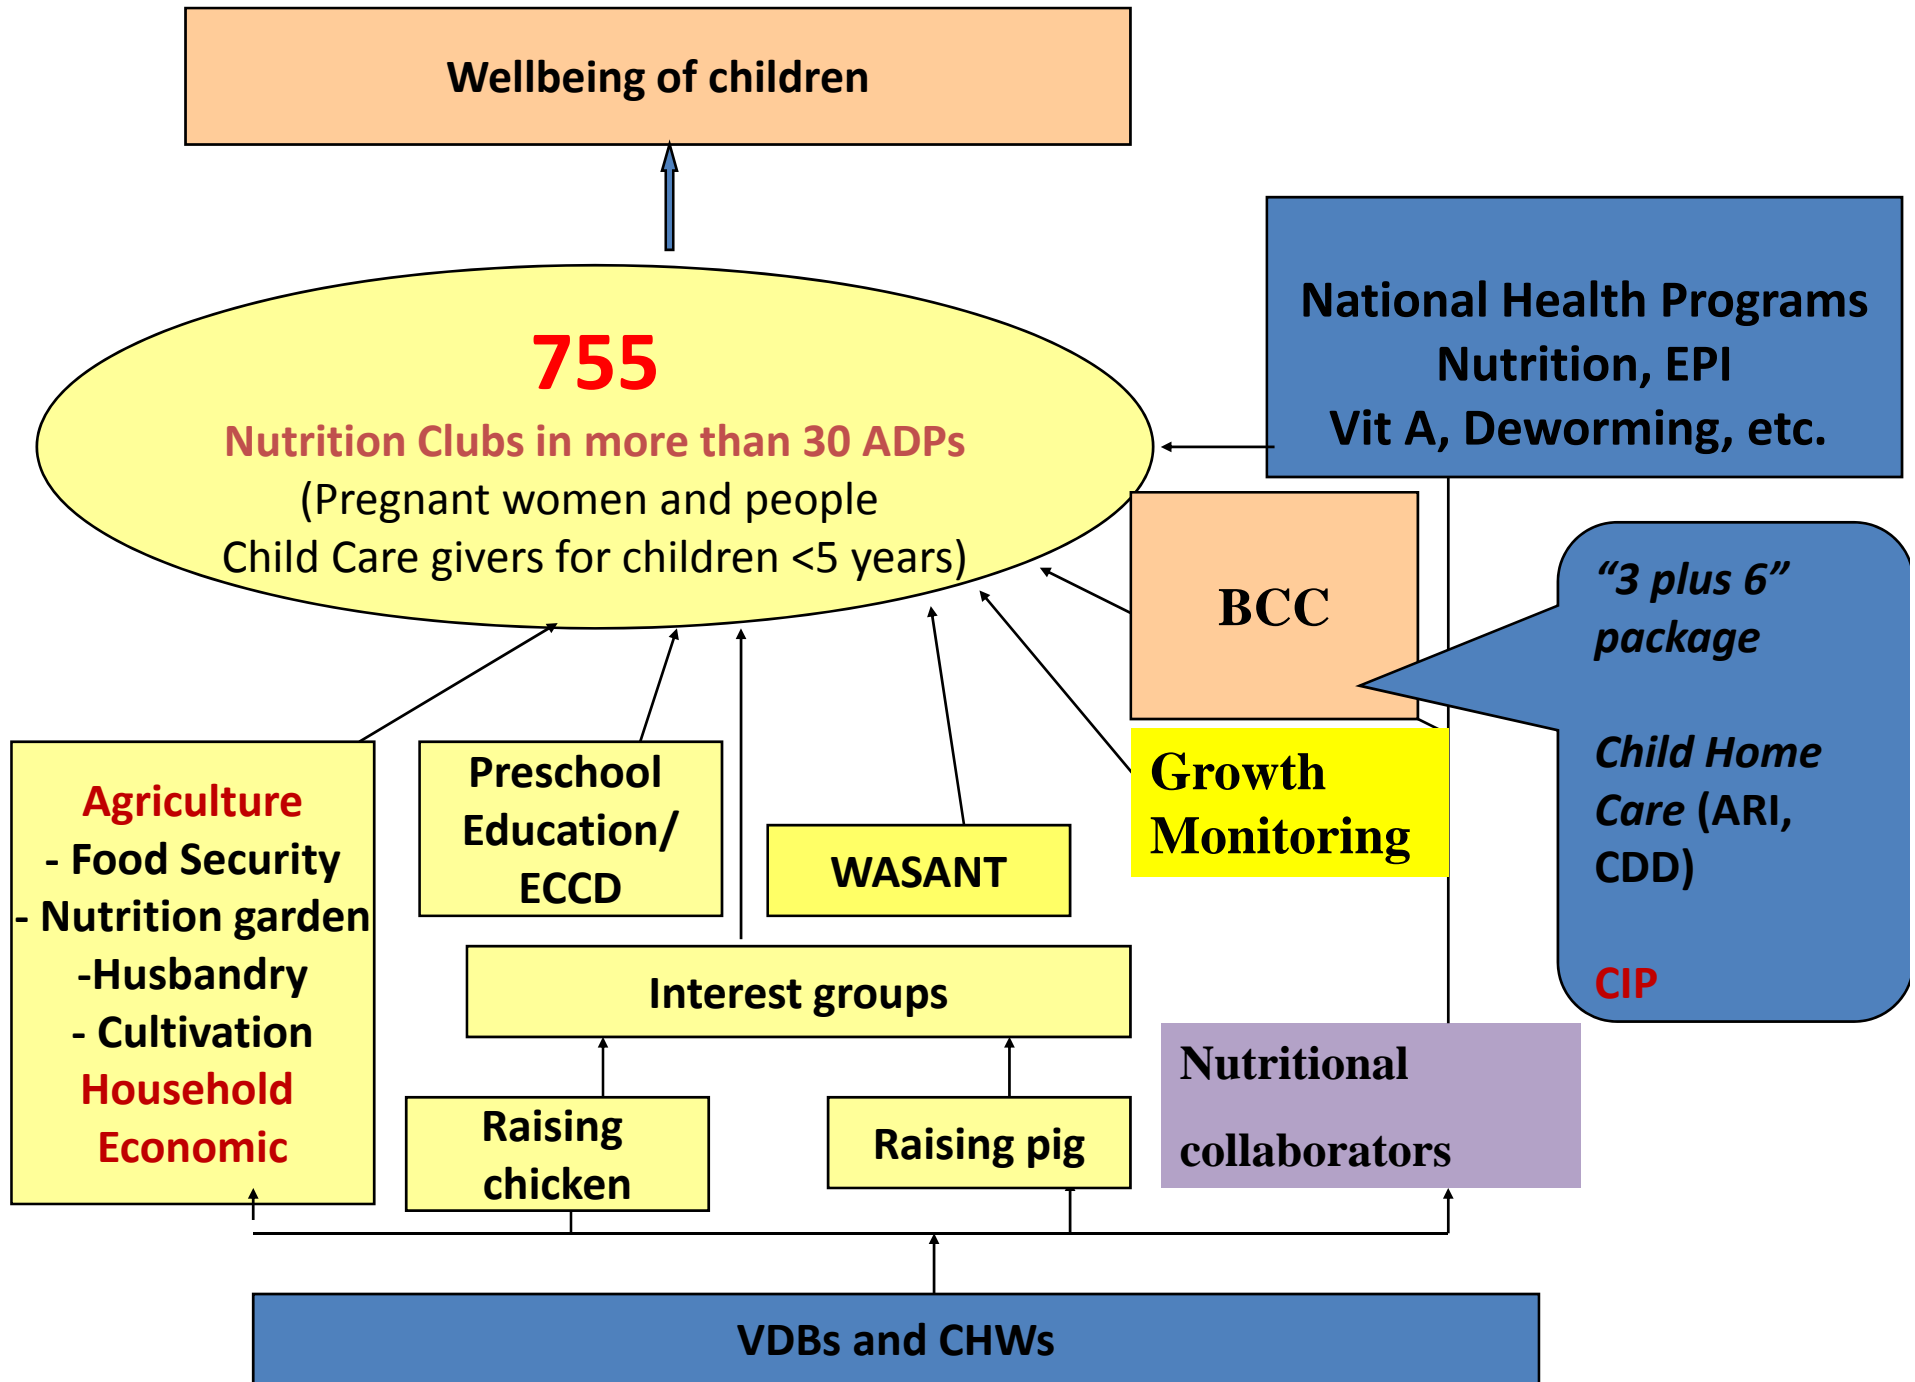 Wellbeing of children
755
Nutrition Clubs in more than 30 ADPs
(Pregnant women and people
Child Care givers for children <5 years)
National Health Programs
Nutrition, EPI
Vit A, Deworming, etc.
BCC
“3 plus 6”
package
Child Home
Care (ARI,
CDD)
CIP
Agriculture
- Food Security
- Nutrition garden
-Husbandry
- Cultivation
Household
Economic
Preschool
Education/
ECCD
WASANT
Growth
Monitoring
Interest groups
Raising
chicken
Raising pig
Nutritional
collaborators
VDBs and CHWs